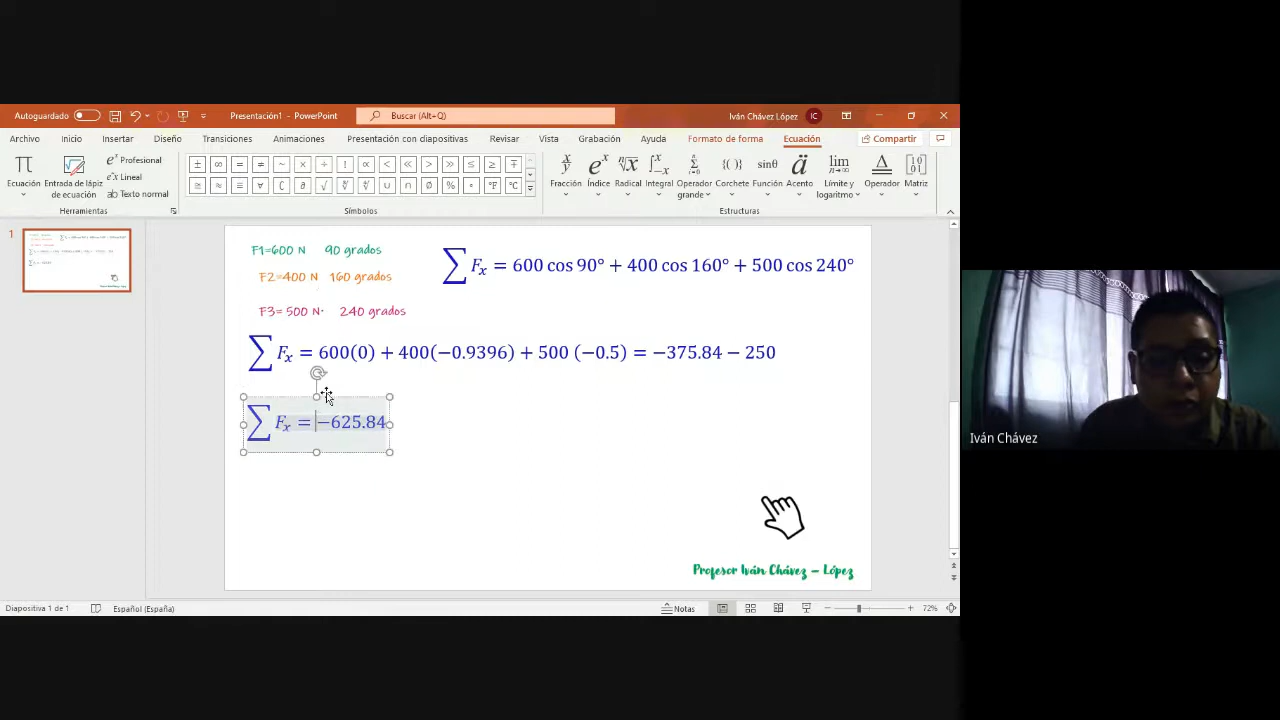 Autoguardado
Presentación1 - PowerPoint
Buscar (Alt+Q)
Iván Chávez López
IC
Archivo Inicio Insertar Diseño Transiciones Animaciones Presentación con diapositivas Revisar Vista Grabación Ayuda Formato de forma Ecuación
Compartir
Ecuación
Entrada de lápiz de ecuación
Profesional
Lineal
Texto normal
Fracción Índice Radical Integral Operador grande Corchete Función Acento Límite y logaritmo Operador Matriz
Herramientas Símbolos Estructuras
1
F1=600 N 90 grados
F2=400 N 160 grados
F3= 500 N· 240 grados
∑ Fₓ = 600 cos 90° + 400 cos 160° + 500 cos 240°
∑ Fₓ = 600(0) + 400(−0.9396) + 500 (−0.5) = −375.84 − 250
∑ Fₓ = −625.84
Profesor Iván Chávez – López
Diapositiva 1 de 1
Español (España)
Notas
72%
Iván Chávez